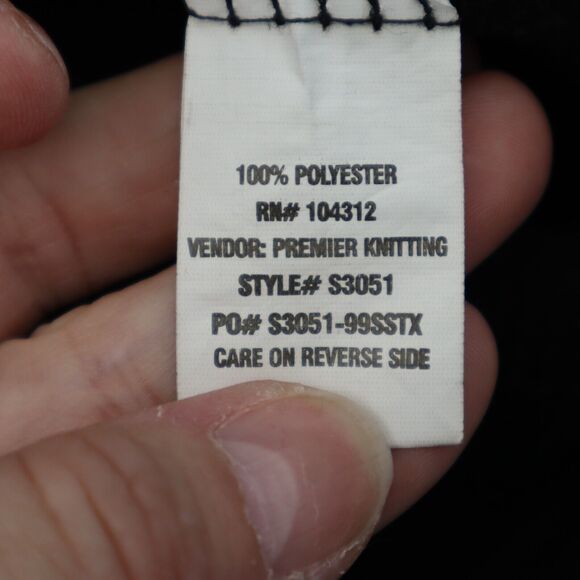 100% POLYESTER
RN# 104312
VENDOR: PREMIER KNITTING
STYLE# S3051
PO# S3051-99SSTX
CARE ON REVERSE SIDE